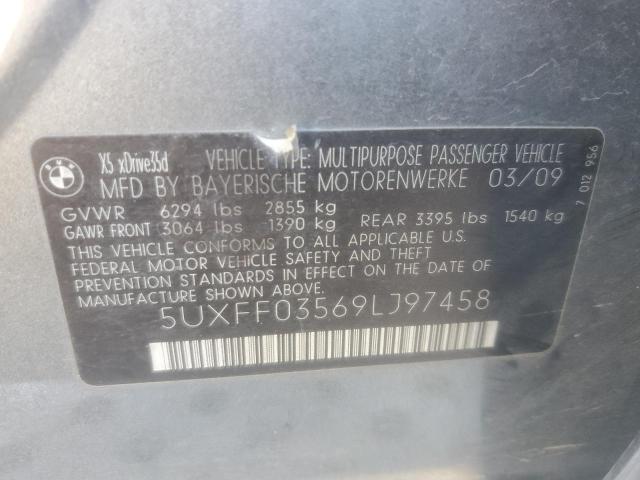 BMW
X5 xDrive35d VEHICLE TYPE: MULTIPURPOSE PASSENGER VEHICLE
MFD BY BAYERISCHE MOTORENWERKE 03/09
GVWR 6294 lbs 2855 kg
GAWR FRONT 3064 lbs 1390 kg REAR 3395 lbs 1540 kg
THIS VEHICLE CONFORMS TO ALL APPLICABLE U.S.
FEDERAL MOTOR VEHICLE SAFETY AND THEFT
PREVENTION STANDARDS IN EFFECT ON THE DATE OF
MANUFACTURE SHOWN ABOVE.
5UXFF03569LJ97458
7 012 956